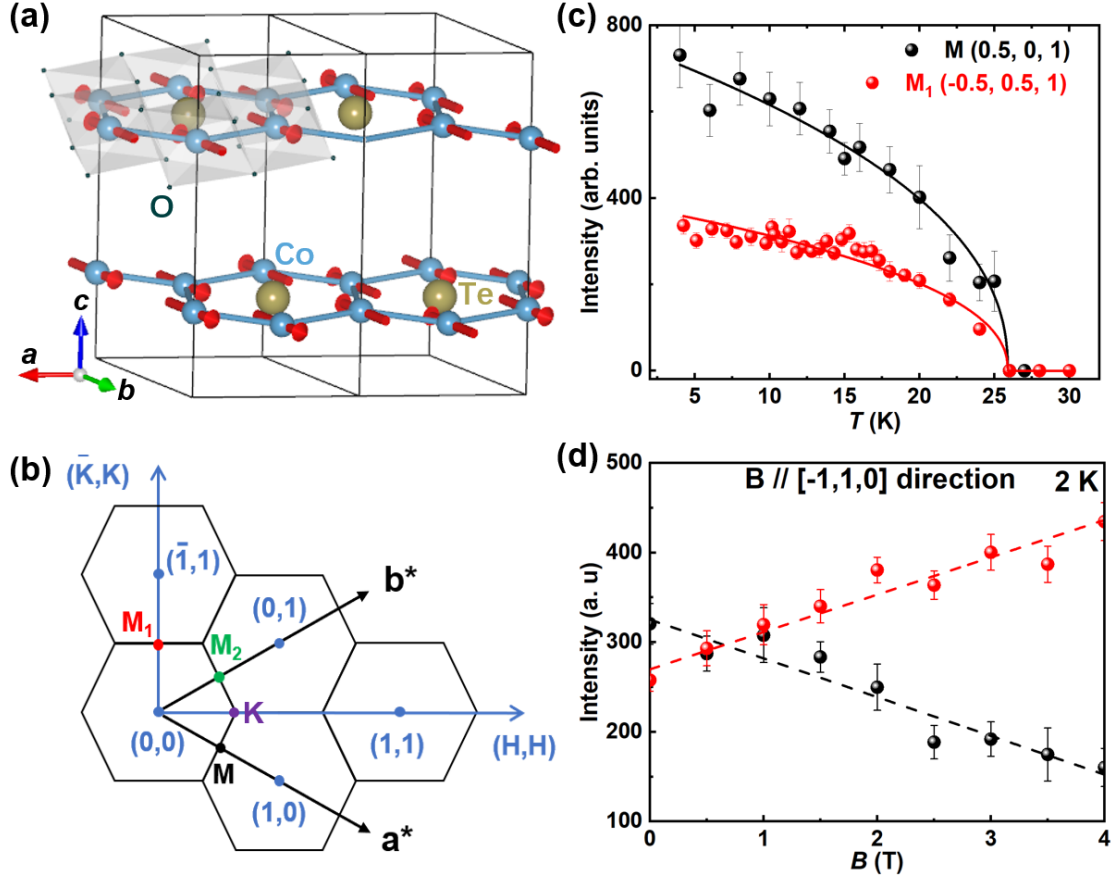 (a)
O
Co
Te
c
a
b
(c)
800
400
0
Intensity (arb. units)
M (0.5, 0, 1)
M₁ (-0.5, 0.5, 1)
5 10 15 20 25 30
T (K)
(b)
(K̄,K)
(1̄,1)
b*
M₁
(0,1)
M₂
K
(0,0)
(1,1)
(H,H)
M
(1,0)
a*
(d)
500
400
300
200
100
Intensity (a. u)
B // [-1,1,0] direction
2 K
0 1 2 3 4
B (T)